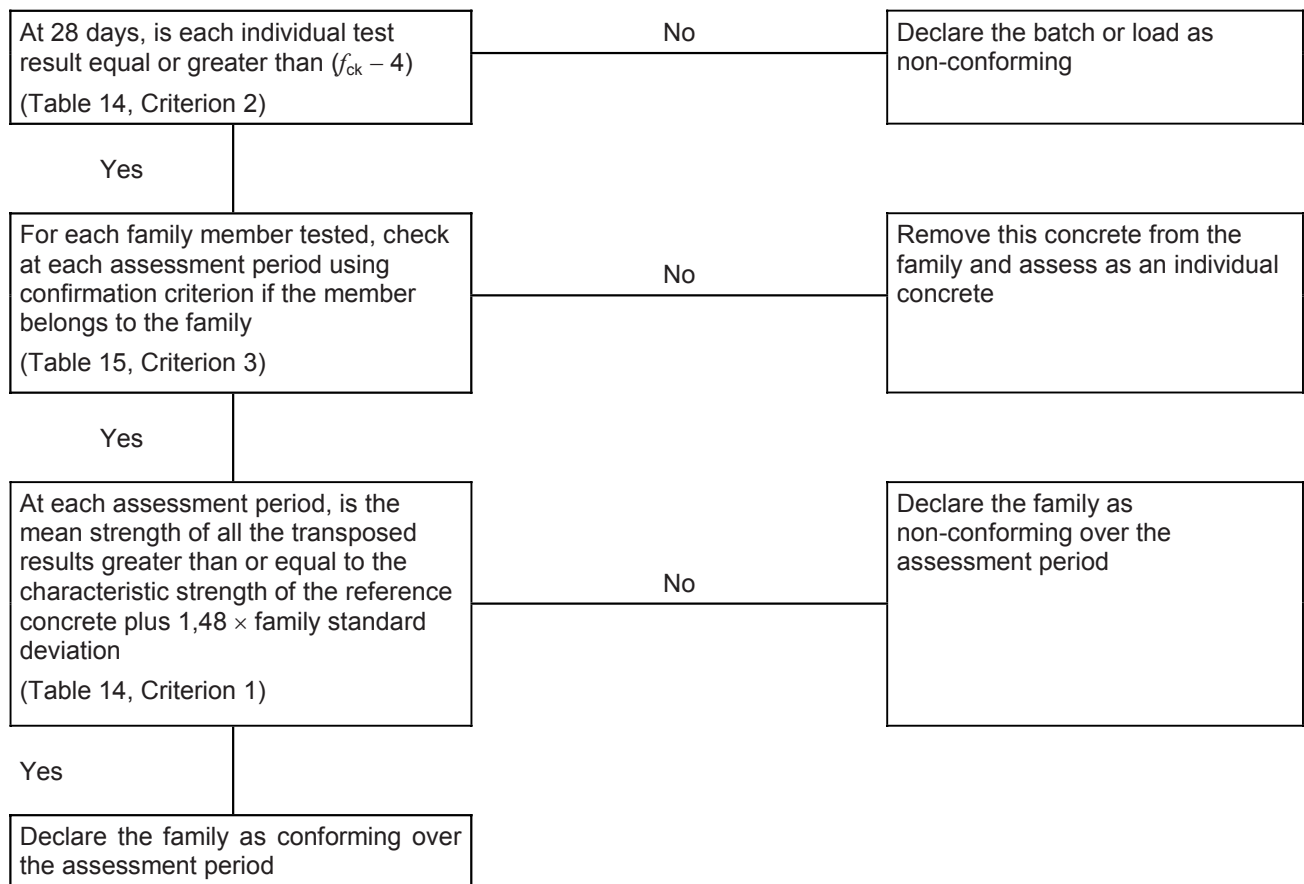 At 28 days, is each individual test
result equal or greater than (fck – 4)
(Table 14, Criterion 2)
No
Declare the batch or load as
non-conforming
Yes
For each family member tested, check
at each assessment period using
confirmation criterion if the member
belongs to the family
(Table 15, Criterion 3)
No
Remove this concrete from the
family and assess as an individual
concrete
Yes
At each assessment period, is the
mean strength of all the transposed
results greater than or equal to the
characteristic strength of the reference
concrete plus 1,48 × family standard
deviation
(Table 14, Criterion 1)
No
Declare the family as
non-conforming over the
assessment period
Yes
Declare the family as conforming over
the assessment period